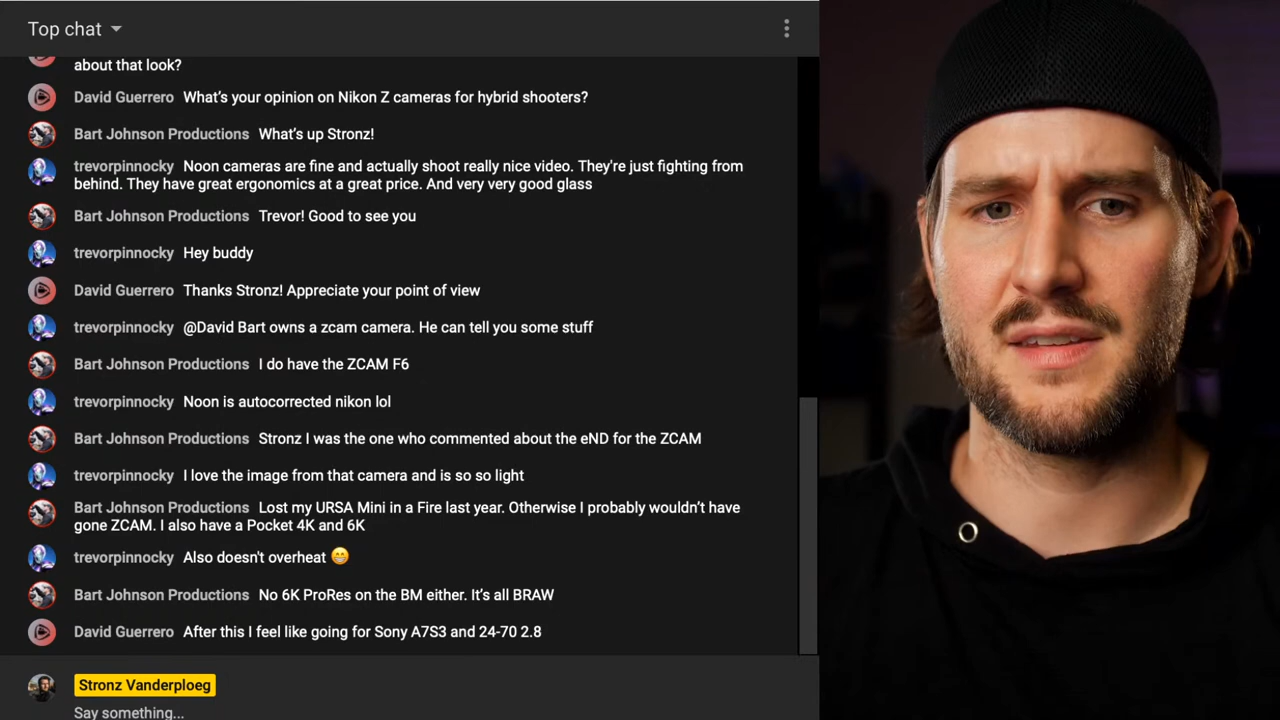 Top chat
about that look?
David Guerrero What's your opinion on Nikon Z cameras for hybrid shooters?
Bart Johnson Productions What's up Stronz!
trevorpinnocky Noon cameras are fine and actually shoot really nice video. They're just fighting from
behind. They have great ergonomics at a great price. And very very good glass
Bart Johnson Productions Trevor! Good to see you
trevorpinnocky Hey buddy
David Guerrero Thanks Stronz! Appreciate your point of view
trevorpinnocky @David Bart owns a zcam camera. He can tell you some stuff
Bart Johnson Productions I do have the ZCAM F6
trevorpinnocky Noon is autocorrected nikon lol
Bart Johnson Productions Stronz I was the one who commented about the eND for the ZCAM
trevorpinnocky I love the image from that camera and is so so light
Bart Johnson Productions Lost my URSA Mini in a Fire last year. Otherwise I probably wouldn't have
gone ZCAM. I also have a Pocket 4K and 6K
trevorpinnocky Also doesn't overheat 😁
Bart Johnson Productions No 6K ProRes on the BM either. It's all BRAW
David Guerrero After this I feel like going for Sony A7S3 and 24-70 2.8
Stronz Vanderploeg
Say something...